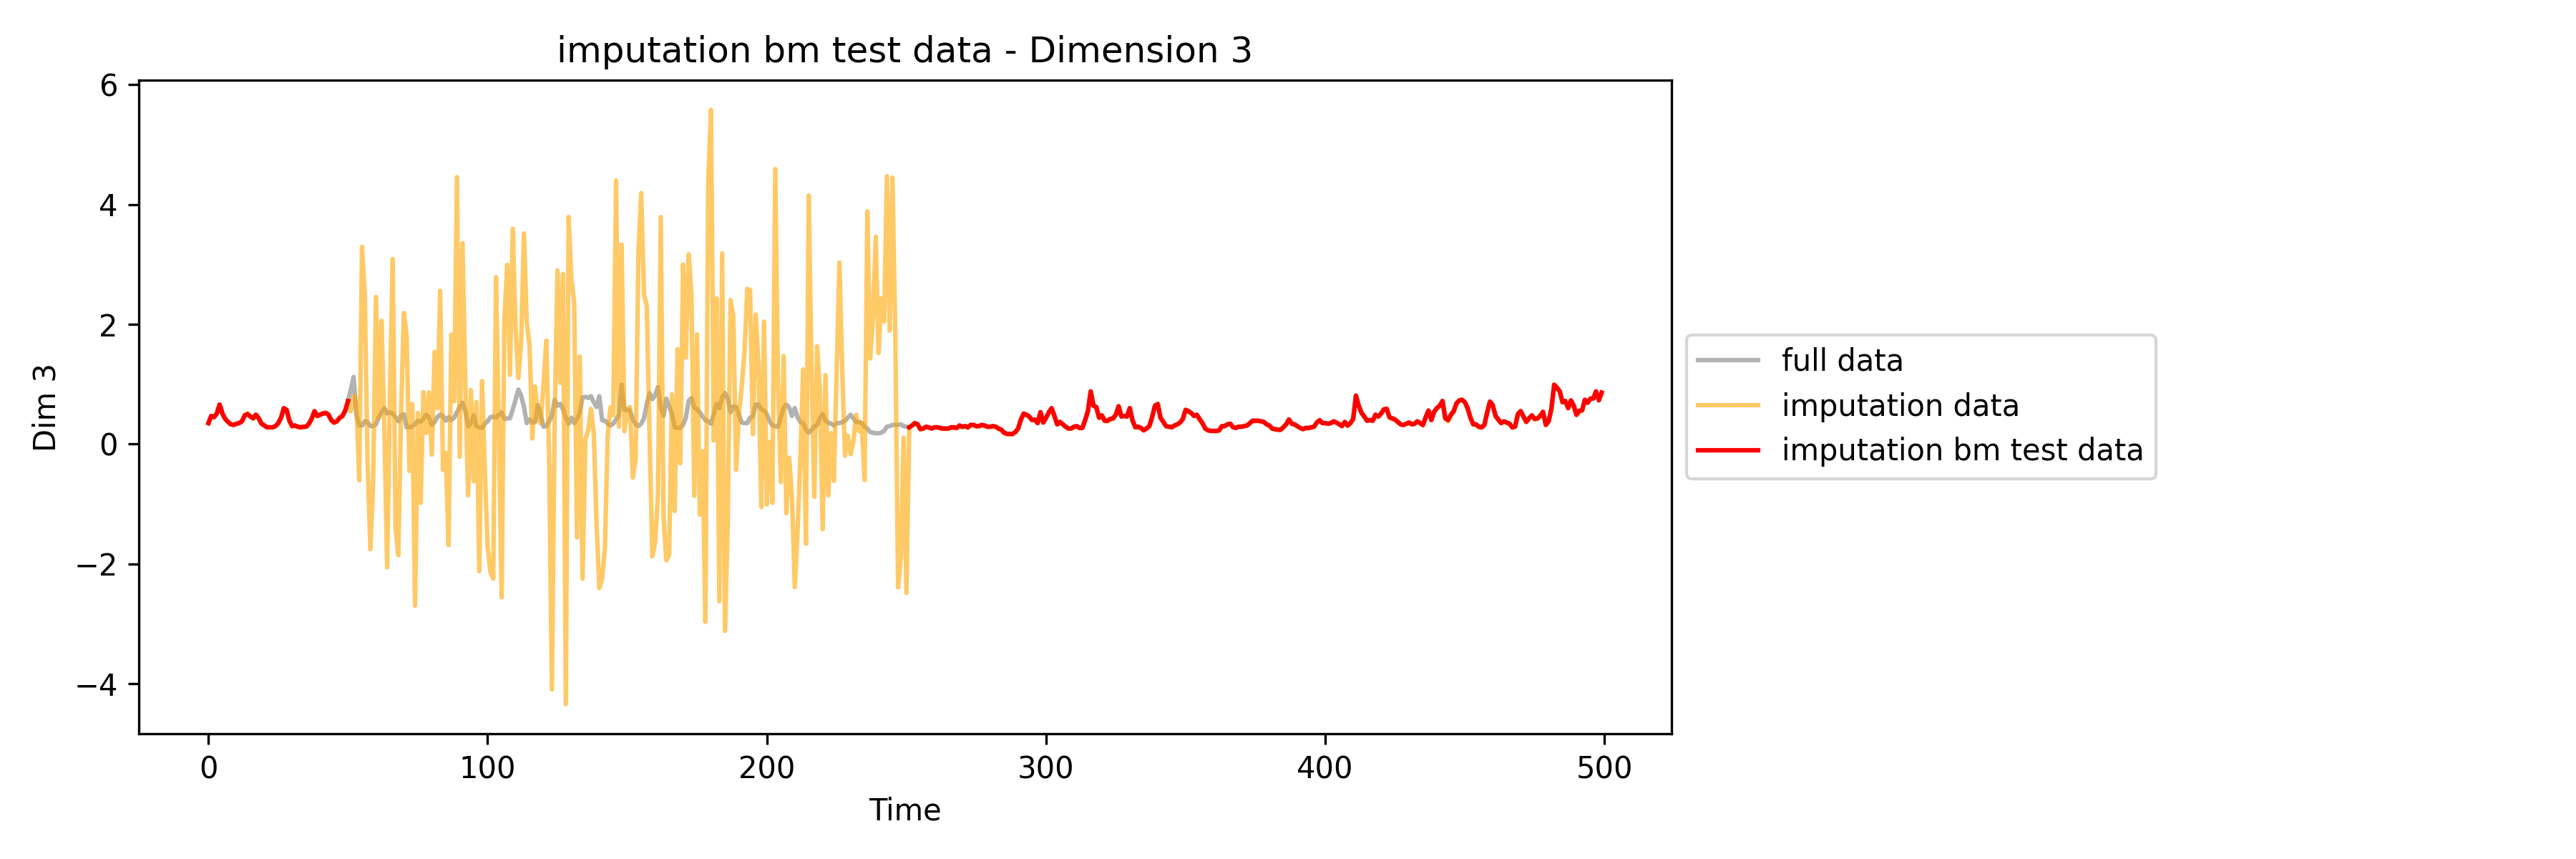 imputation bm test data - Dimension 3
6
4
2
0
−2
−4
Dim 3
0 100 200 300 400 500
Time
full data
imputation data
imputation bm test data